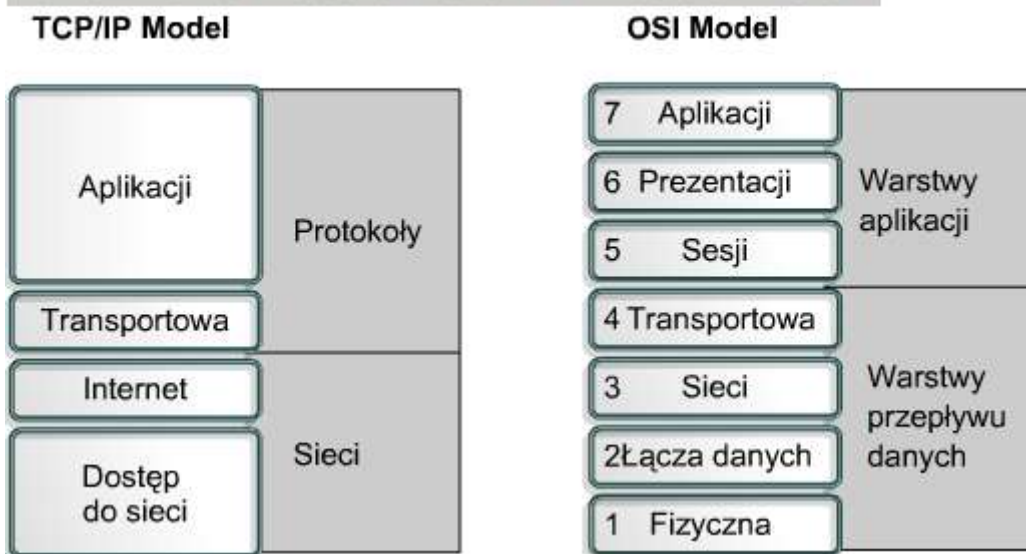 TCP/IP Model
Aplikacji
Transportowa
Internet
Dostęp
do sieci
Protokoły
Sieci
OSI Model
7 Aplikacji
6 Prezentacji
5 Sesji
4 Transportowa
3 Sieci
2Łącza danych
1 Fizyczna
Warstwy
aplikacji
Warstwy
przepływu
danych